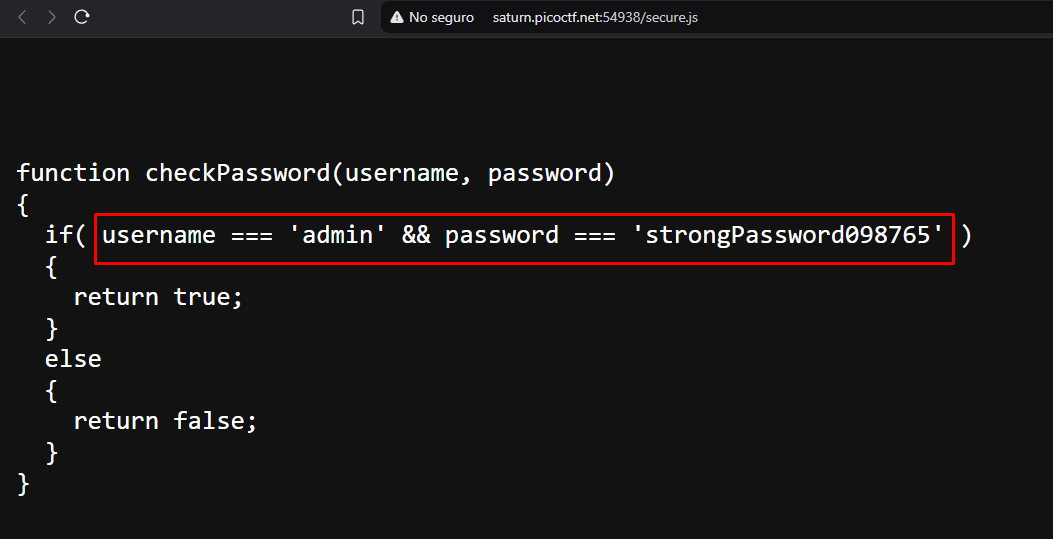 No seguro saturn.picoctf.net:54938/secure.js
function checkPassword(username, password)
{
if( username === 'admin' && password === 'strongPassword098765' )
{
return true;
}
else
{
return false;
}
}